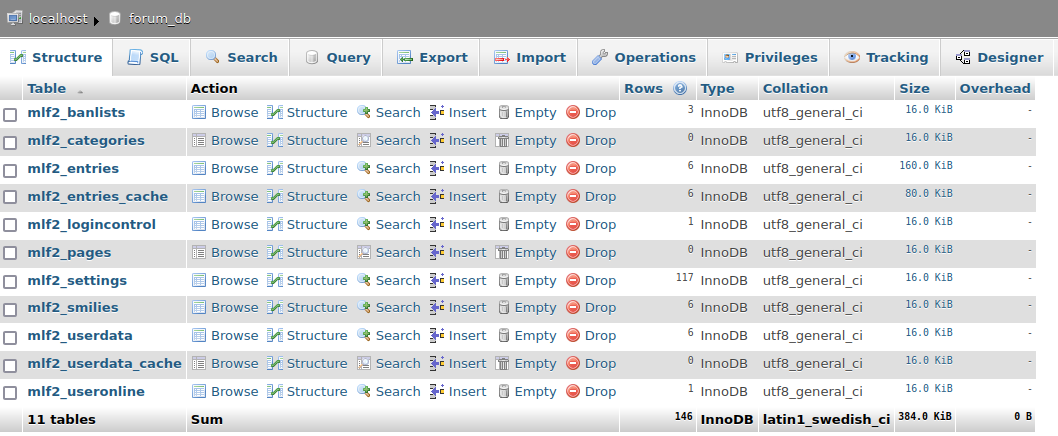 localhost forum_db
Structure SQL Search Query Export Import Operations Privileges Tracking Designer
Table Action Rows Type Collation Size Overhead
mlf2_banlists Browse Structure Search Insert Empty Drop 3 InnoDB utf8_general_ci 16.0 KiB -
mlf2_categories Browse Structure Search Insert Empty Drop 0 InnoDB utf8_general_ci 16.0 KiB -
mlf2_entries Browse Structure Search Insert Empty Drop 6 InnoDB utf8_general_ci 160.0 KiB -
mlf2_entries_cache Browse Structure Search Insert Empty Drop 6 InnoDB utf8_general_ci 80.0 KiB -
mlf2_logincontrol Browse Structure Search Insert Empty Drop 1 InnoDB utf8_general_ci 16.0 KiB -
mlf2_pages Browse Structure Search Insert Empty Drop 0 InnoDB utf8_general_ci 16.0 KiB -
mlf2_settings Browse Structure Search Insert Empty Drop 117 InnoDB utf8_general_ci 16.0 KiB -
mlf2_smilies Browse Structure Search Insert Empty Drop 6 InnoDB utf8_general_ci 16.0 KiB -
mlf2_userdata Browse Structure Search Insert Empty Drop 6 InnoDB utf8_general_ci 16.0 KiB -
mlf2_userdata_cache Browse Structure Search Insert Empty Drop 0 InnoDB utf8_general_ci 16.0 KiB -
mlf2_useronline Browse Structure Search Insert Empty Drop 1 InnoDB utf8_general_ci 16.0 KiB -
11 tables Sum 146 InnoDB latin1_swedish_ci 384.0 KiB 0 B